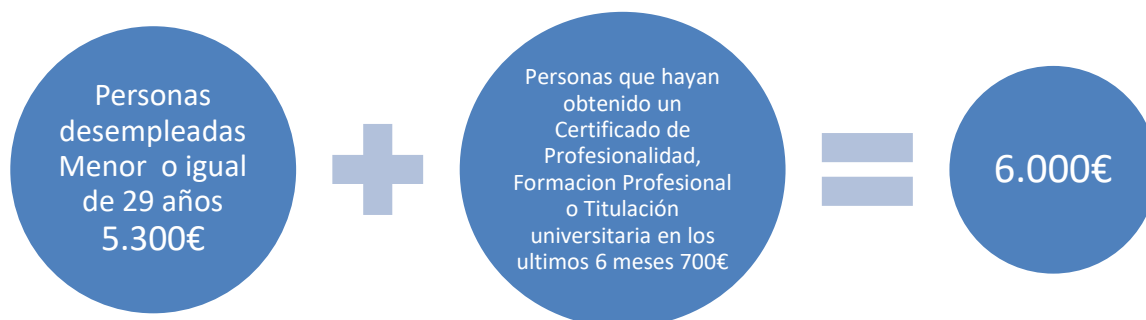 Personas
desempleadas
Menor o igual
de 29 años
5.300€
Personas que hayan
obtenido un
Certificado de
Profesionalidad,
Formacion Profesional
o Titulación
universitaria en los
ultimos 6 meses 700€
6.000€